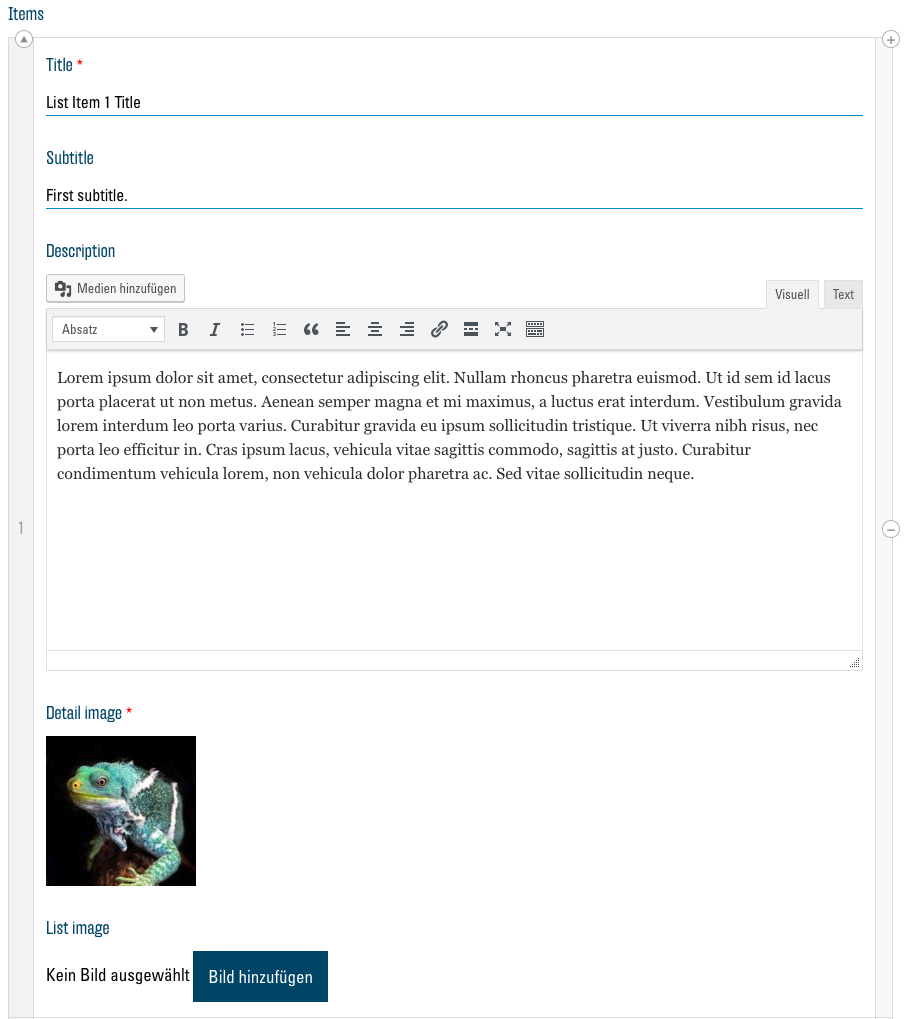 Items
Title *
List Item 1 Title
Subtitle
First subtitle.
Description
Medien hinzufügen
Visuell Text
Absatz
Lorem ipsum dolor sit amet, consectetur adipiscing elit. Nullam rhoncus pharetra euismod. Ut id sem id lacus
porta placerat ut non metus. Aenean semper magna et mi maximus, a luctus erat interdum. Vestibulum gravida
lorem interdum leo porta varius. Curabitur gravida eu ipsum sollicitudin tristique. Ut viverra nibh risus, nec
porta leo efficitur in. Cras ipsum lacus, vehicula vitae sagittis commodo, sagittis at justo. Curabitur
condimentum vehicula lorem, non vehicula dolor pharetra ac. Sed vitae sollicitudin neque.
1
Detail image *
List image
Kein Bild ausgewählt Bild hinzufügen